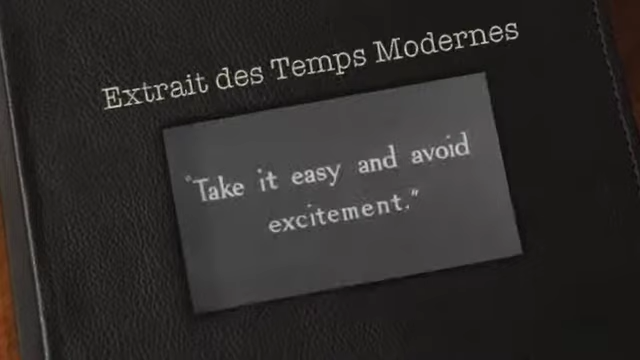 Extrait des Temps Modernes
"Take it easy and avoid
excitement."